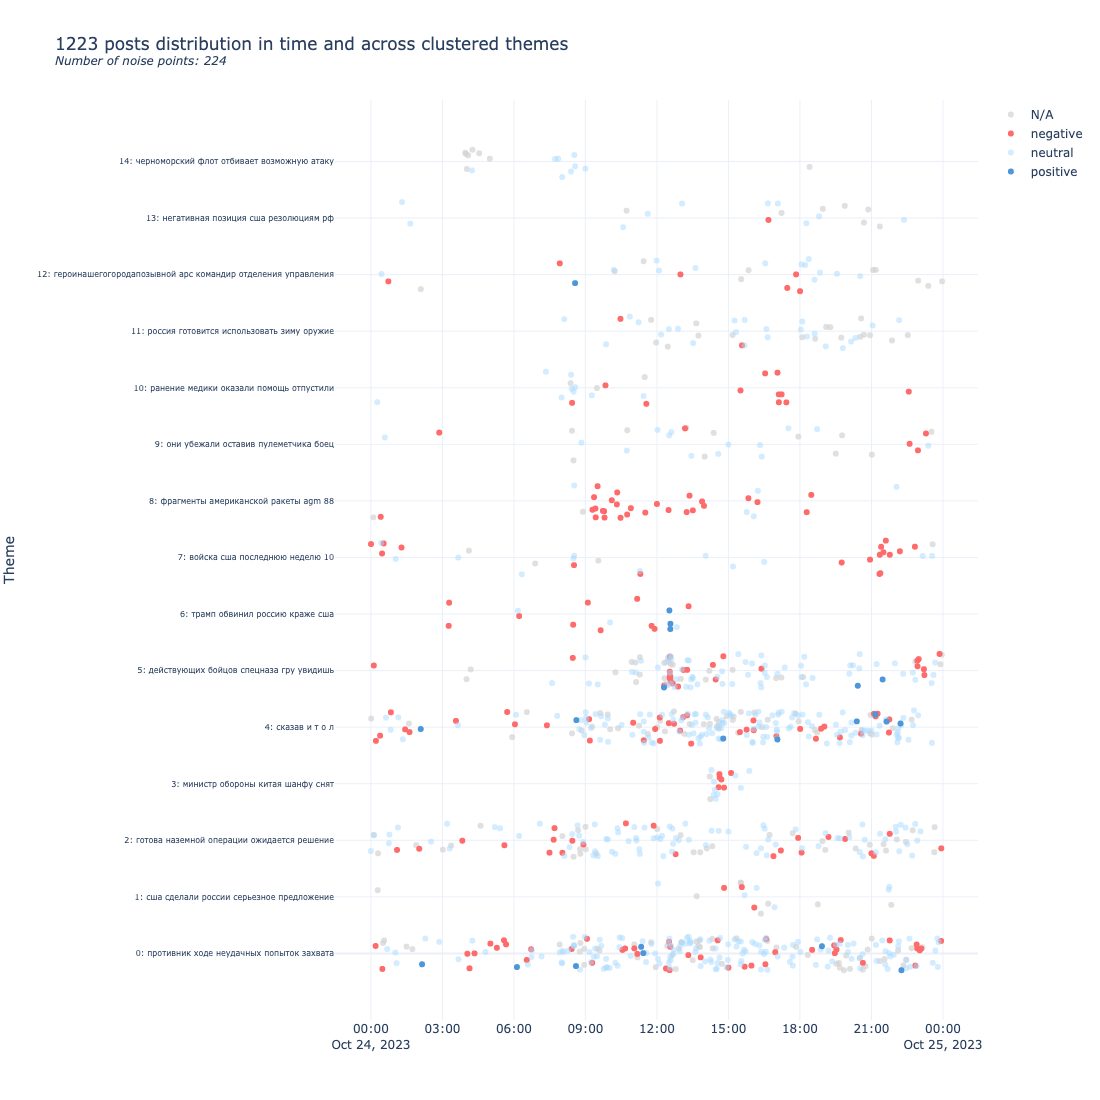 1223 posts distribution in time and across clustered themes
Number of noise points: 224
N/A
negative
neutral
positive
Theme
14: черноморский флот отбивает возможную атаку
13: негативная позиция сша резолюциям рф
12: героинашегогородапозывной арс командир отделения управления
11: россия готовится использовать зиму оружие
10: ранение медики оказали помощь отпустили
9: они убежали оставив пулеметчика боец
8: фрагменты американской ракеты agm 88
7: войска сша последнюю неделю 10
6: трамп обвинил россию краже сша
5: действующих бойцов спецназа гру увидишь
4: сказав и т о л
3: министр обороны китая шанфу снят
2: готова наземной операции ожидается решение
1: сша сделали россии серьезное предложение
0: противник ходе неудачных попыток захвата
00:00 03:00 06:00 09:00 12:00 15:00 18:00 21:00 00:00
Oct 24, 2023 Oct 25, 2023